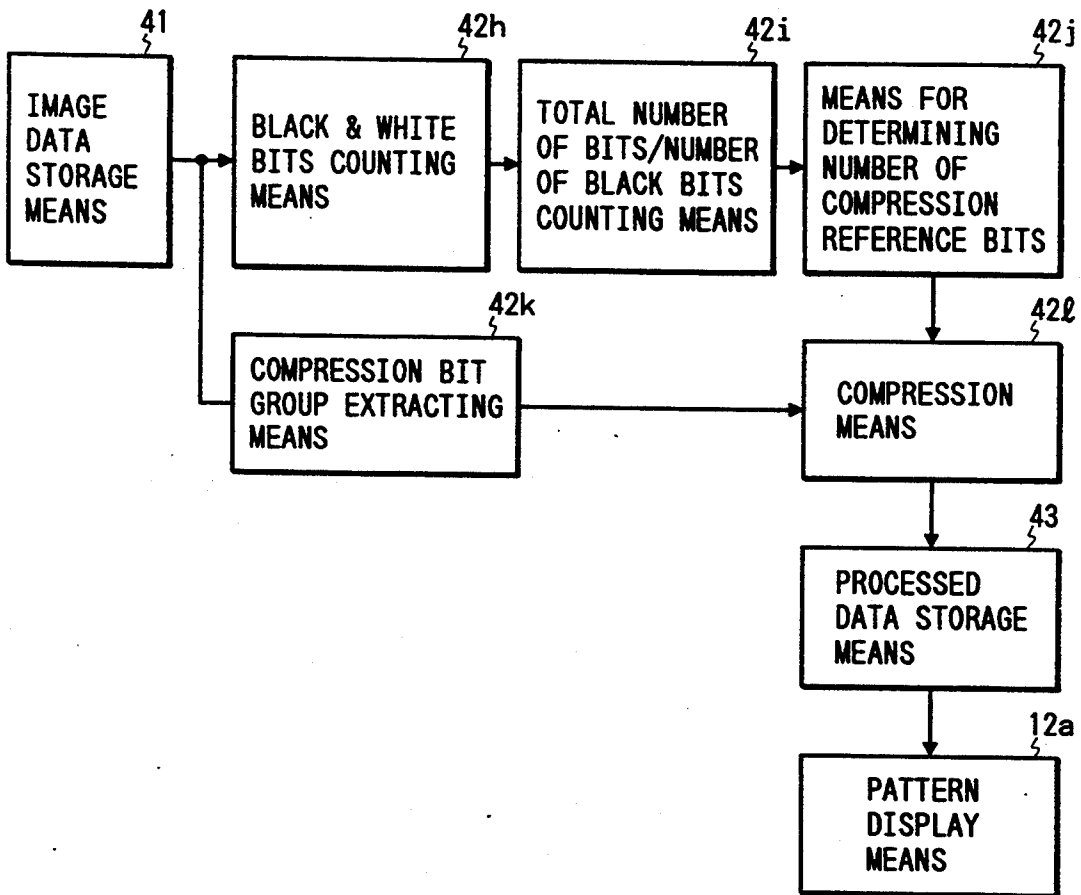 41
42h
42i
42j
IMAGE
DATA
STORAGE
MEANS
BLACK & WHITE
BITS COUNTING
MEANS
TOTAL NUMBER
OF BITS/NUMBER
OF BLACK BITS
COUNTING MEANS
MEANS FOR
DETERMINING
NUMBER OF
COMPRESSION
REFERENCE BITS
42k
COMPRESSION BIT
GROUP EXTRACTING
MEANS
42ℓ
COMPRESSION
MEANS
43
PROCESSED
DATA STORAGE
MEANS
12a
PATTERN
DISPLAY
MEANS